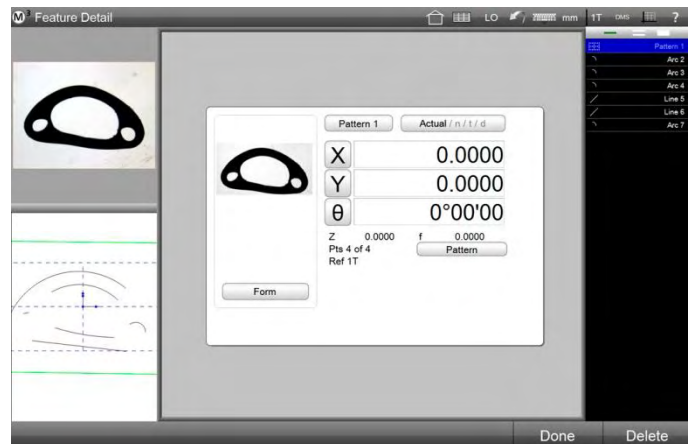 M3 Feature Detail
LO mm 1T DMS ?
Pattern 1
Arc 2
Arc 3
Arc 4
Line 5
Line 6
Arc 7
Pattern 1 Actual / n / t / d
X 0.0000
Y 0.0000
θ 0°00'00
Z 0.0000 f 0.0000
Pts 4 of 4 Pattern
Ref 1T
Form
Done Delete